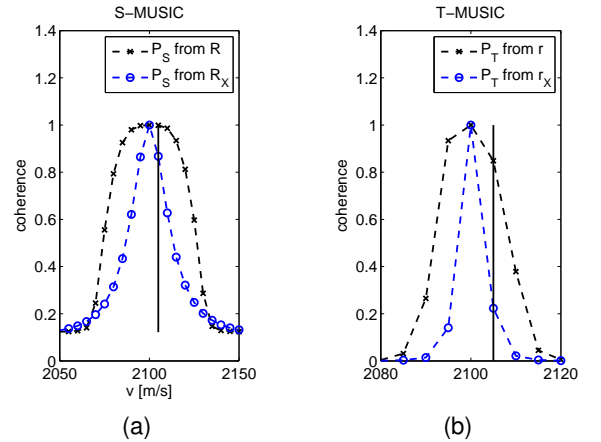 S−MUSIC
P_S from R
P_S from R_X
1.4
1.2
1
0.8
0.6
0.4
0.2
0
coherence
2050 2100 2150
v [m/s]
(a)
T−MUSIC
P_T from r
P_T from r_X
1.4
1.2
1
0.8
0.6
0.4
0.2
0
coherence
2080 2100 2120
(b)